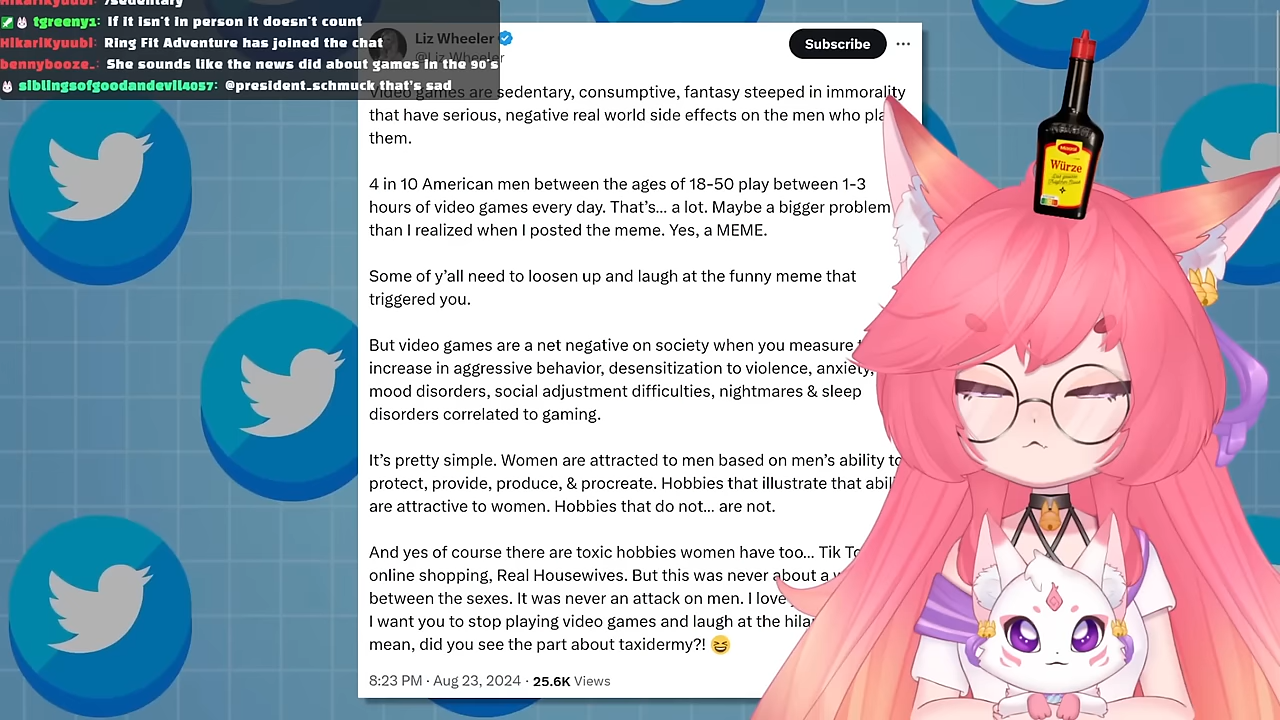 HikariKyuubi: /sedentary
tgreeny1: If it isn't in person it doesn't count
HikariKyuubi: Ring Fit Adventure has joined the chat
bennybooze_: She sounds like the news did about games in the 90's
siblingsofgoodandevil4057: @president_schmuck that's sad
Liz Wheeler
@Liz_Wheeler
Subscribe
Video games are sedentary, consumptive, fantasy steeped in immorality
that have serious, negative real world side effects on the men who
them.
4 in 10 American men between the ages of 18-50 play between 1-3
hours of video games every day. That's... a lot. Maybe a bigger problem
than I realized when I posted the meme. Yes, a MEME.
Some of y'all need to loosen up and laugh at the funny meme that
triggered you.
But video games are a net negative on society when you measure
increase in aggressive behavior, desensitization to violence, anxiety,
mood disorders, social adjustment difficulties, nightmares & sleep
disorders correlated to gaming.
It's pretty simple. Women are attracted to men based on men's ability to
protect, provide, produce, & procreate. Hobbies that illustrate that
are attractive to women. Hobbies that do not... are not.
And yes of course there are toxic hobbies women have too... Tik
online shopping, Real Housewives. But this was never about a
between the sexes. It was never an attack on men. I love
I want you to stop playing video games and laugh at the
mean, did you see the part about taxidermy?! 😆
8:23 PM · Aug 23, 2024 · 25.6K Views
Maggi
Würze